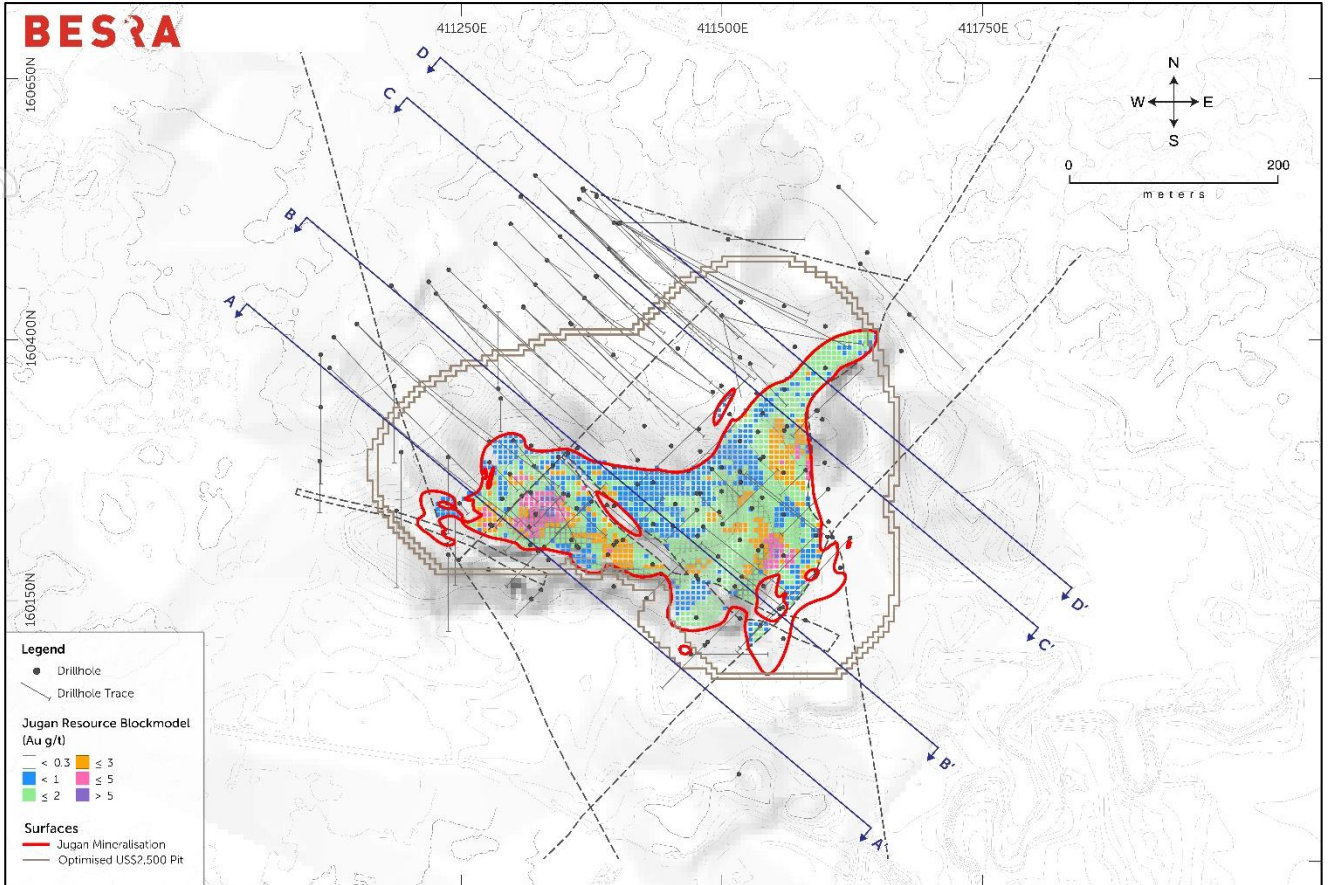 BESRA
411250E
411500E
411750E
160650N
160400N
160150N
N
W
E
S
0
200
meters
D
C
B
A
D'
C'
B'
A'
Legend
Drillhole
Drillhole Trace
Jugan Resource Blockmodel
(Au g/t)
< 0.3
≤ 3
< 1
≤ 5
≤ 2
> 5
Surfaces
Jugan Mineralisation
Optimised US$2,500 Pit